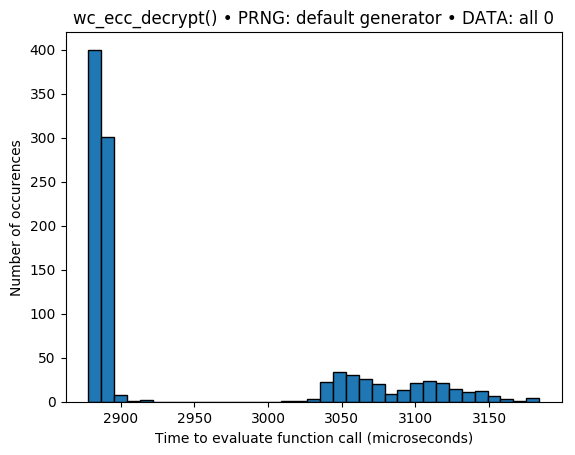 wc_ecc_decrypt() • PRNG: default generator • DATA: all 0
400
350
300
250
200
150
100
50
0
Number of occurences
2900 2950 3000 3050 3100 3150
Time to evaluate function call (microseconds)